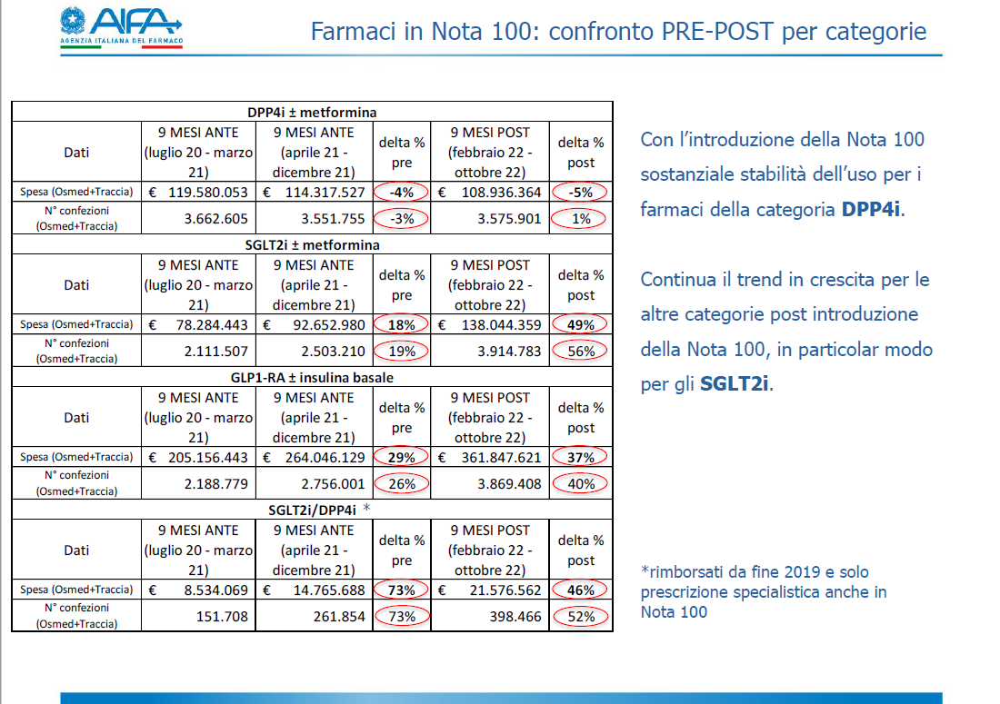 AIFA
AGENZIA ITALIANA DEL FARMACO
Farmaci in Nota 100: confronto PRE-POST per categorie
DPP4i ± metformina
Dati
9 MESI ANTE
(luglio 20 - marzo
21)
9 MESI ANTE
(aprile 21 -
dicembre 21)
delta %
pre
9 MESI POST
(febbraio 22 -
ottobre 22)
delta %
post
Spesa (Osmed+Traccia) € 119.580.053 € 114.317.527 -4% € 108.936.364 -5%
N° confezioni
(Osmed+Traccia)
3.662.605 3.551.755 -3% 3.575.901 1%
SGLT2i ± metformina
Dati
9 MESI ANTE
(luglio 20 - marzo
21)
9 MESI ANTE
(aprile 21 -
dicembre 21)
delta %
pre
9 MESI POST
(febbraio 22 -
ottobre 22)
delta %
post
Spesa (Osmed+Traccia) € 78.284.443 € 92.652.980 18% € 138.044.359 49%
N° confezioni
(Osmed+Traccia)
2.111.507 2.503.210 19% 3.914.783 56%
GLP1-RA ± insulina basale
Dati
9 MESI ANTE
(luglio 20 - marzo
21)
9 MESI ANTE
(aprile 21 -
dicembre 21)
delta %
pre
9 MESI POST
(febbraio 22 -
ottobre 22)
delta %
post
Spesa (Osmed+Traccia) € 205.156.443 € 264.046.129 29% € 361.847.621 37%
N° confezioni
(Osmed+Traccia)
2.188.779 2.756.001 26% 3.869.408 40%
SGLT2i/DPP4i *
Dati
9 MESI ANTE
(luglio 20 - marzo
21)
9 MESI ANTE
(aprile 21 -
dicembre 21)
delta %
pre
9 MESI POST
(febbraio 22 -
ottobre 22)
delta %
post
Spesa (Osmed+Traccia) € 8.534.069 € 14.765.688 73% € 21.576.562 46%
N° confezioni
(Osmed+Traccia)
151.708 261.854 73% 398.466 52%
Con l’introduzione della Nota 100
sostanziale stabilità dell’uso per i
farmaci della categoria DPP4i.
Continua il trend in crescita per le
altre categorie post introduzione
della Nota 100, in particolar modo
per gli SGLT2i.
*rimborsati da fine 2019 e solo
prescrizione specialistica anche in
Nota 100